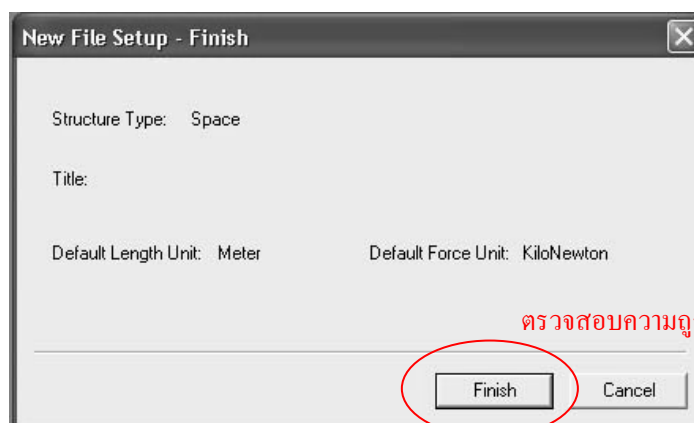 New File Setup - Finish
Structure Type: Space
Title:
Default Length Unit: Meter Default Force Unit: KiloNewton
ตรวจสอบความถู
Finish Cancel